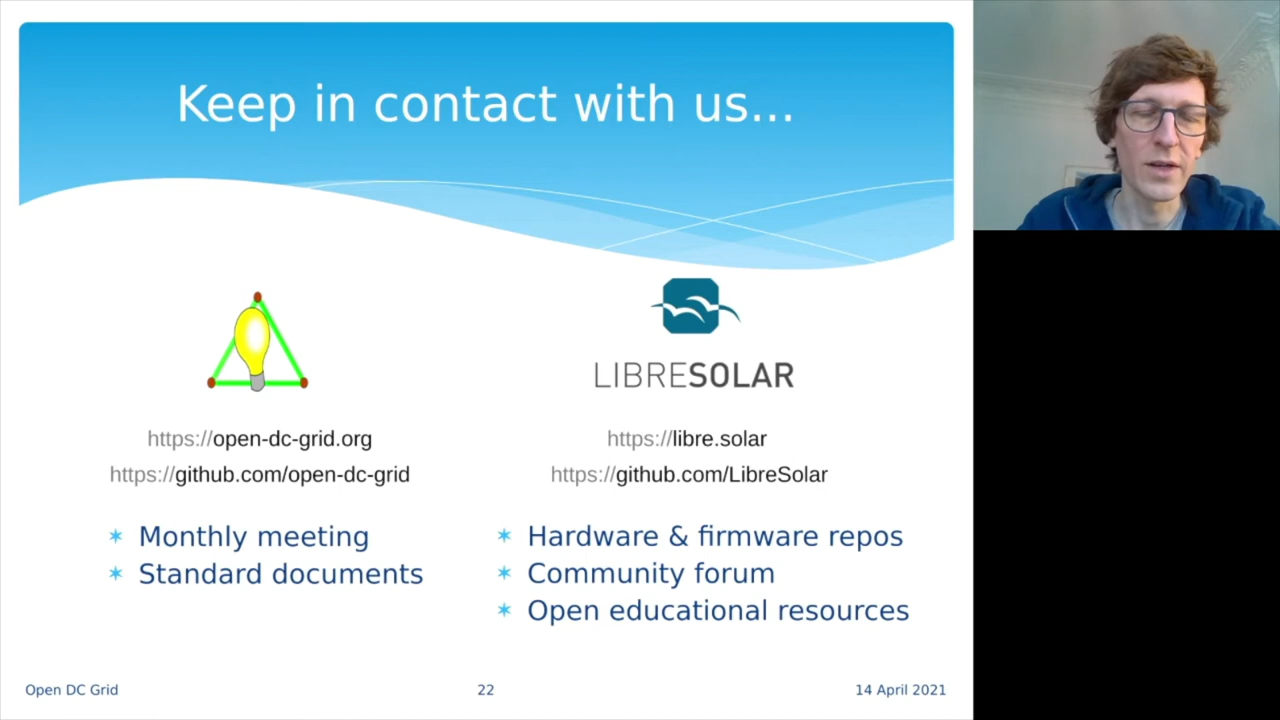 Keep in contact with us...
LIBRESOLAR
https://open-dc-grid.org
https://github.com/open-dc-grid
https://libre.solar
https://github.com/LibreSolar
Monthly meeting
Standard documents
Hardware & firmware repos
Community forum
Open educational resources
Open DC Grid
22
14 April 2021